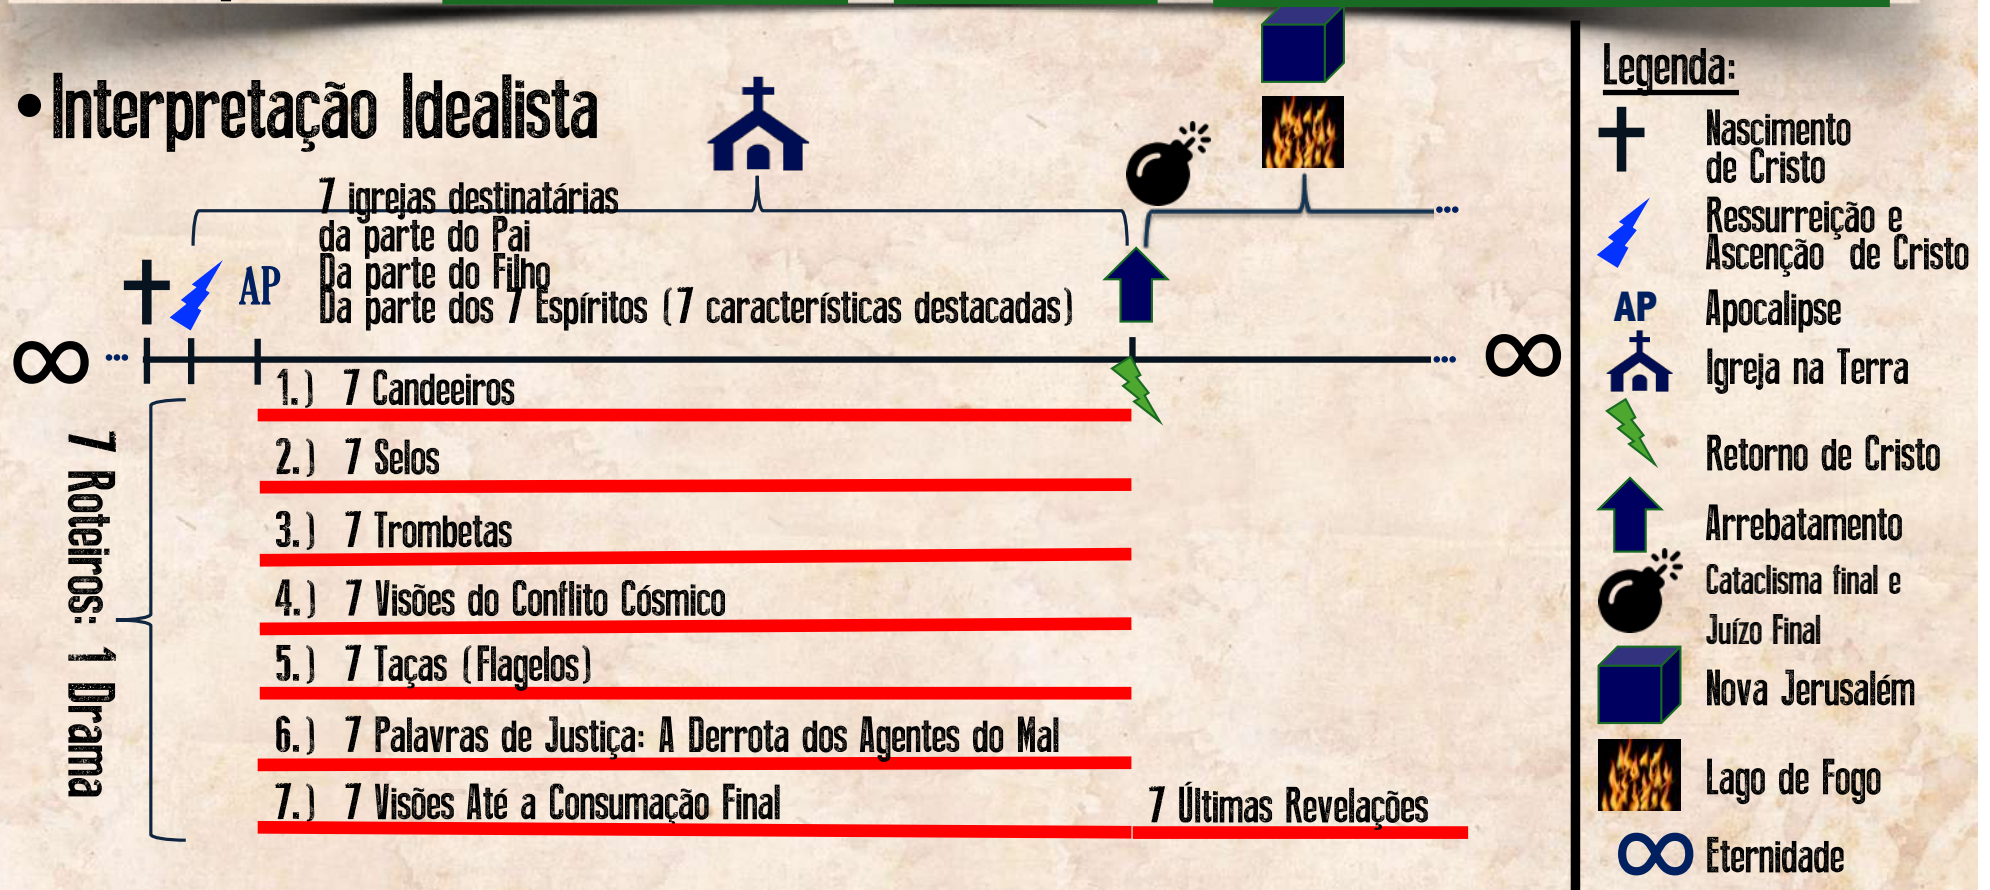 •Interpretação Idealista
7 igrejas destinatárias
da parte do Pai
Da parte do Filho
Da parte dos 7 Espíritos (7 características destacadas)
AP
∞ ...
... ∞
7 Roteiros: 1 Drama
1.) 7 Candeeiros
2.) 7 Selos
3.) 7 Trombetas
4.) 7 Visões do Conflito Cósmico
5.) 7 Taças (Flagelos)
6.) 7 Palavras de Justiça: A Derrota dos Agentes do Mal
7.) 7 Visões Até a Consumação Final
7 Últimas Revelações
Legenda:
Nascimento
de Cristo
Ressurreição e
Ascenção de Cristo
AP Apocalipse
Igreja na Terra
Retorno de Cristo
Arrebatamento
Cataclisma final e
Juízo Final
Nova Jerusalém
Lago de Fogo
∞ Eternidade